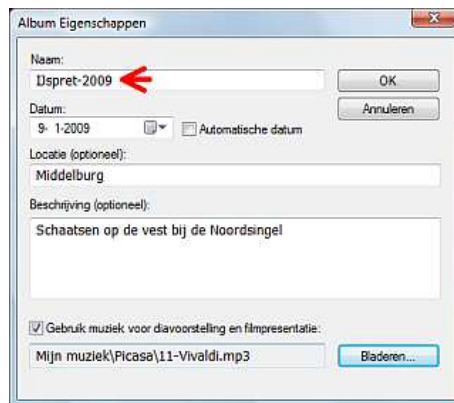 Album Eigenschappen
Naam:
IJspret-2009
OK
Datum:
Annuleren
9- 1-2009
Automatische datum
Locatie (optioneel):
Middelburg
Beschrijving (optioneel):
Schaatsen op de vest bij de Noordsingel
Gebruik muziek voor diavoorstelling en filmpresentatie:
Mijn muziek\Picasa\11-Vivaldi.mp3
Bladeren...